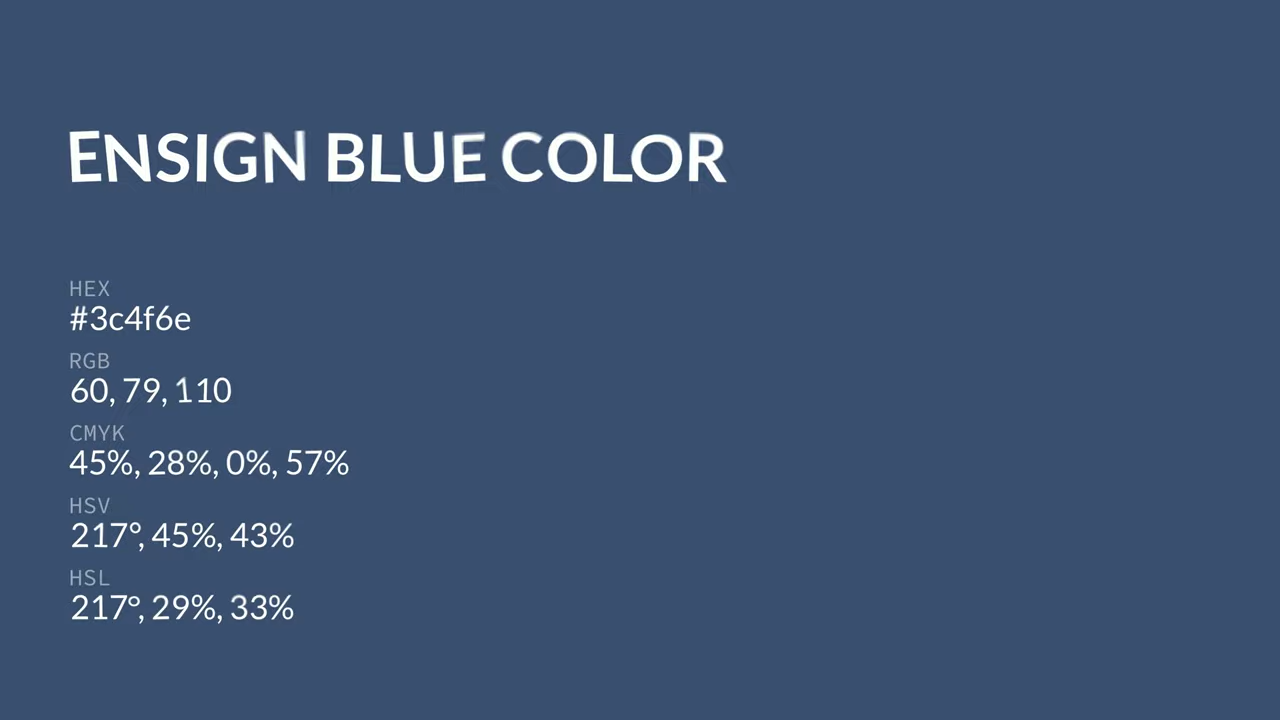 ENSIGN BLUE COLOR
HEX
#3c4f6e
RGB
60, 79, 110
CMYK
45%, 28%, 0%, 57%
HSV
217°, 45%, 43%
HSL
217°, 29%, 33%